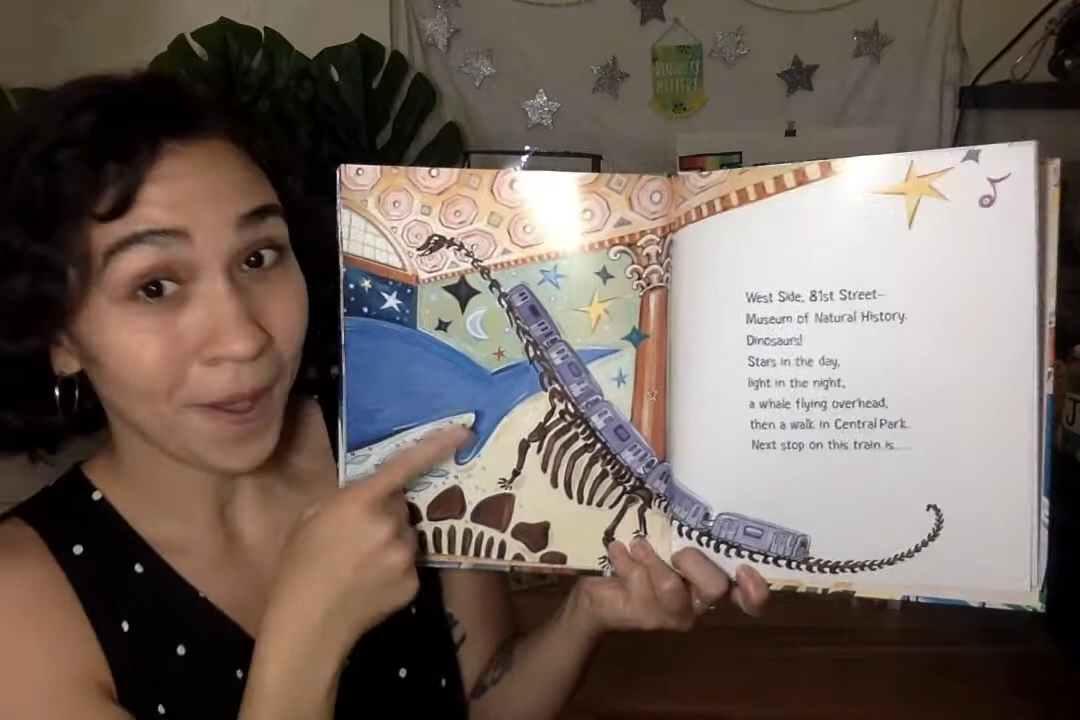 West Side, 81st Street—
Museum of Natural History.
Dinosaurs!
Stars in the day,
light in the night,
a whale flying overhead,
then a walk in Central Park.
Next stop on this train is......